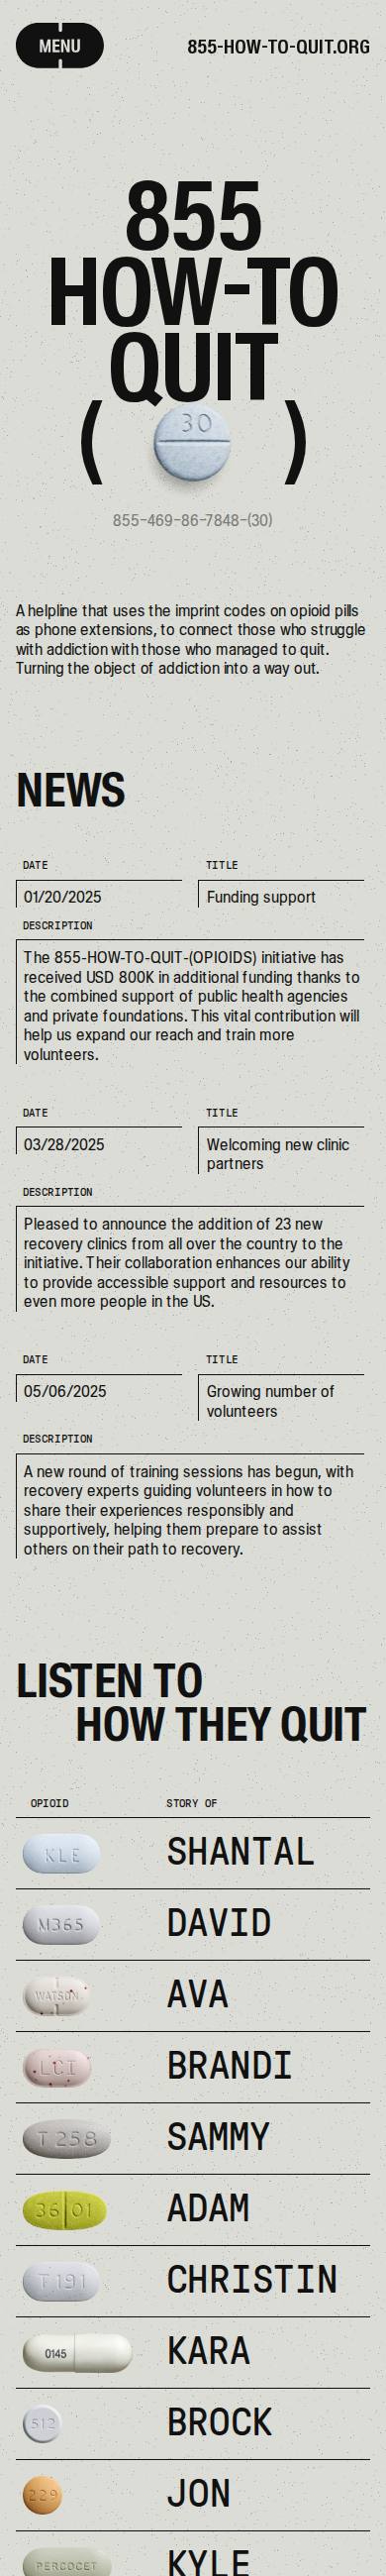 MENU
855-HOW-TO-QUIT.ORG
855
HOW-TO
QUIT
( 30 )
855-469-86-7848-(30)
A helpline that uses the imprint codes on opioid pills
as phone extensions, to connect those who struggle
with addiction with those who managed to quit.
Turning the object of addiction into a way out.
NEWS
DATE TITLE
01/20/2025 Funding support
DESCRIPTION
The 855-HOW-TO-QUIT-(OPIOIDS) initiative has
received USD 800K in additional funding thanks to
the combined support of public health agencies
and private foundations. This vital contribution will
help us expand our reach and train more
volunteers.
DATE TITLE
03/28/2025 Welcoming new clinic
partners
DESCRIPTION
Pleased to announce the addition of 23 new
recovery clinics from all over the country to the
initiative. Their collaboration enhances our ability
to provide accessible support and resources to
even more people in the US.
DATE TITLE
05/06/2025 Growing number of
volunteers
DESCRIPTION
A new round of training sessions has begun, with
recovery experts guiding volunteers in how to
share their experiences responsibly and
supportively, helping them prepare to assist
others on their path to recovery.
LISTEN TO
HOW THEY QUIT
OPIOID STORY OF
KLE SHANTAL
M365 DAVID
WATSON AVA
LCI BRANDI
T 258 SAMMY
36 01 ADAM
T 191 CHRISTIN
0145 KARA
512 BROCK
229 JON
PERCOCET KYLE